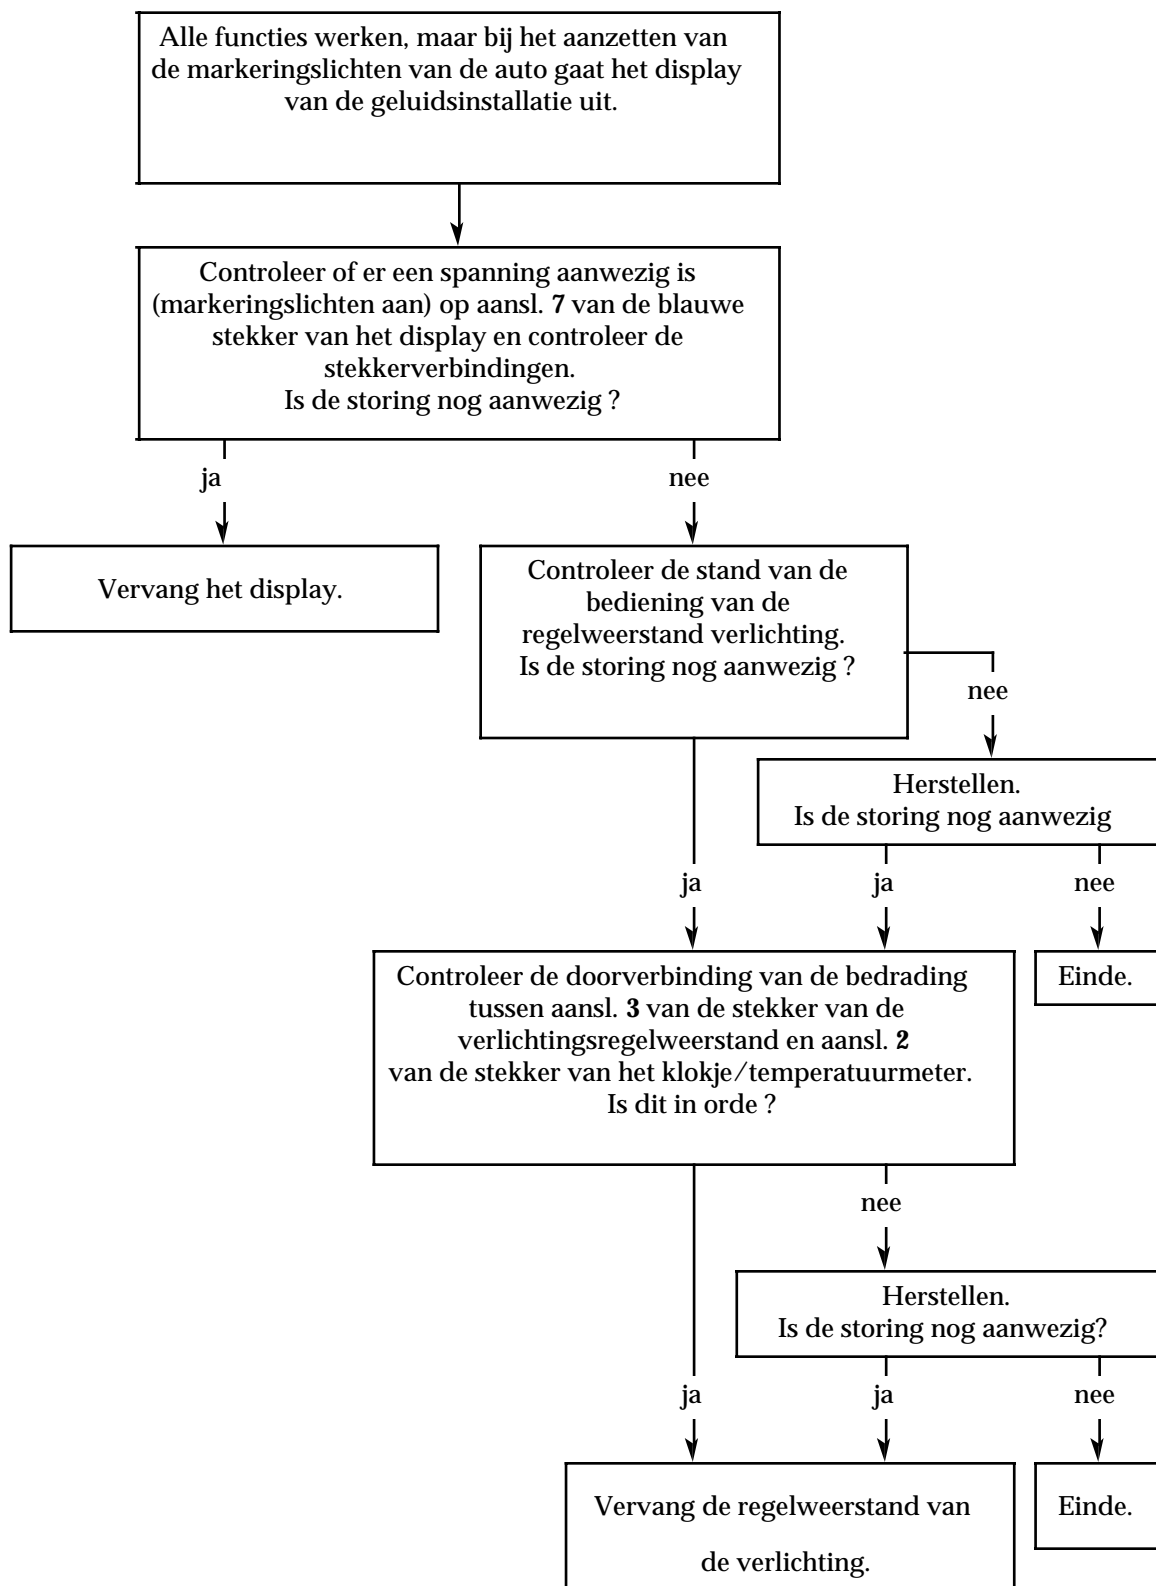 Alle functies werken, maar bij het aanzetten van
de markeringslichten van de auto gaat het display
van de geluidsinstallatie uit.
Controleer of er een spanning aanwezig is
(markeringslichten aan) op aansl. 7 van de blauwe
stekker van het display en controleer de
stekkerverbindingen.
Is de storing nog aanwezig ?
ja
nee
Vervang het display.
Controleer de stand van de
bediening van de
regelweerstand verlichting.
Is de storing nog aanwezig ?
nee
Herstellen.
Is de storing nog aanwezig
ja
ja
nee
Controleer de doorverbinding van de bedrading
tussen aansl. 3 van de stekker van de
verlichtingsregelweerstand en aansl. 2
van de stekker van het klokje/temperatuurmeter.
Is dit in orde ?
Einde.
nee
Herstellen.
Is de storing nog aanwezig?
ja
ja
nee
Vervang de regelweerstand van
de verlichting.
Einde.